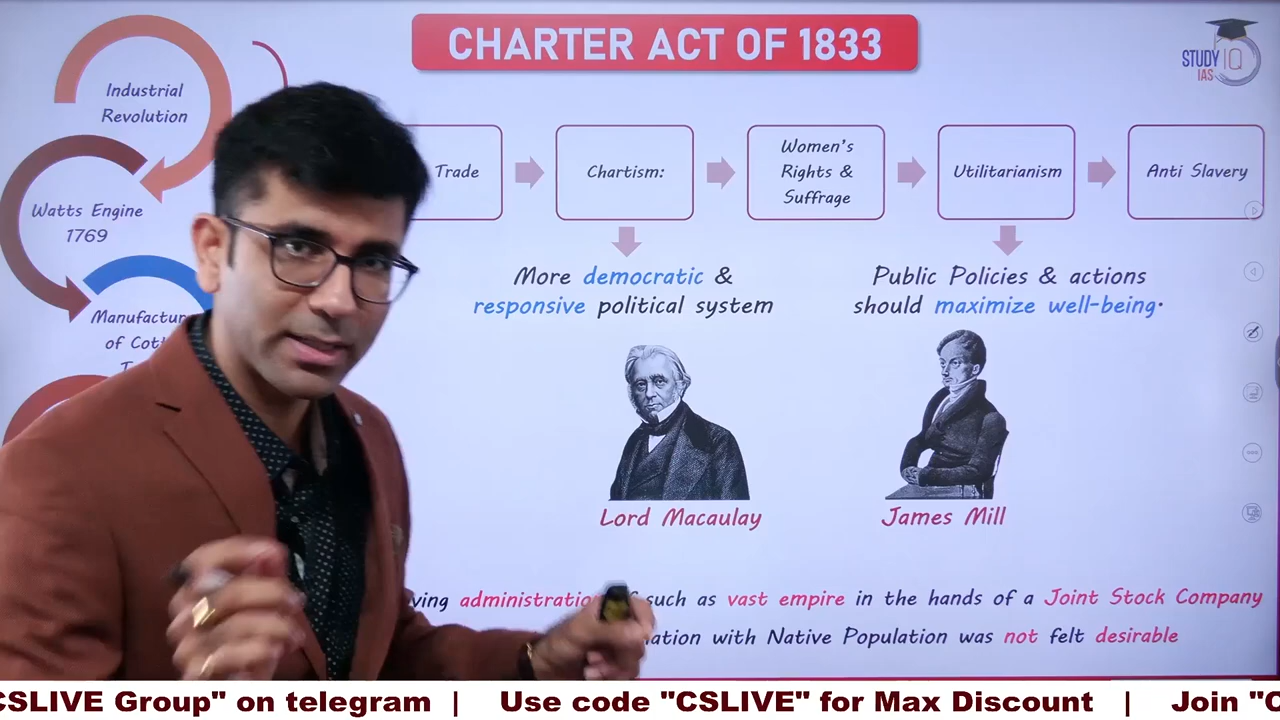 CHARTER ACT OF 1833
STUDY IQ
IAS
Industrial
Revolution
Watts Engine
1769
of
Trade
Chartism:
Women's
Rights &
Suffrage
Utilitarianism
Anti Slavery
More democratic &
responsive political system
Public Policies & actions
should maximize well-being.
Lord Macaulay
James Mill
such as vast empire in the hands of a Joint Stock Company
with Native Population was not felt desirable
CSLIVE Group" on telegram | Use code "CSLIVE" for Max Discount | Join "C